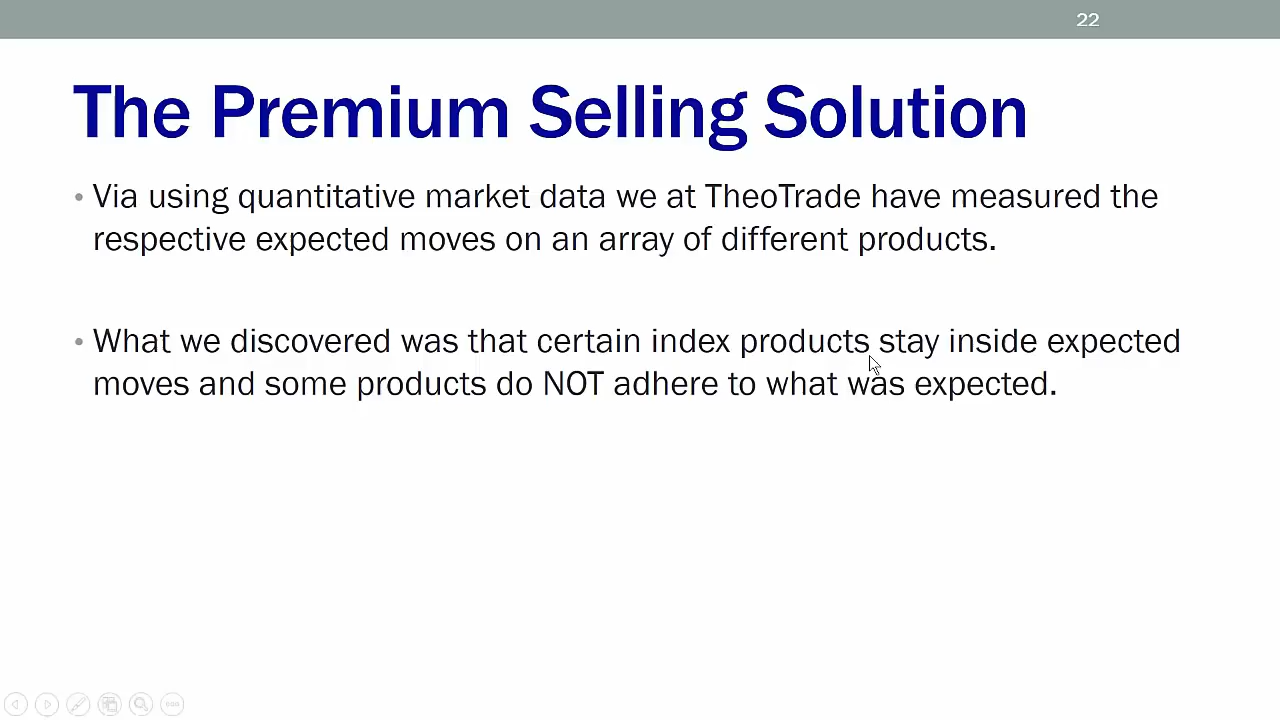 22
The Premium Selling Solution
• Via using quantitative market data we at TheoTrade have measured the
respective expected moves on an array of different products.
• What we discovered was that certain index products stay inside expected
moves and some products do NOT adhere to what was expected.